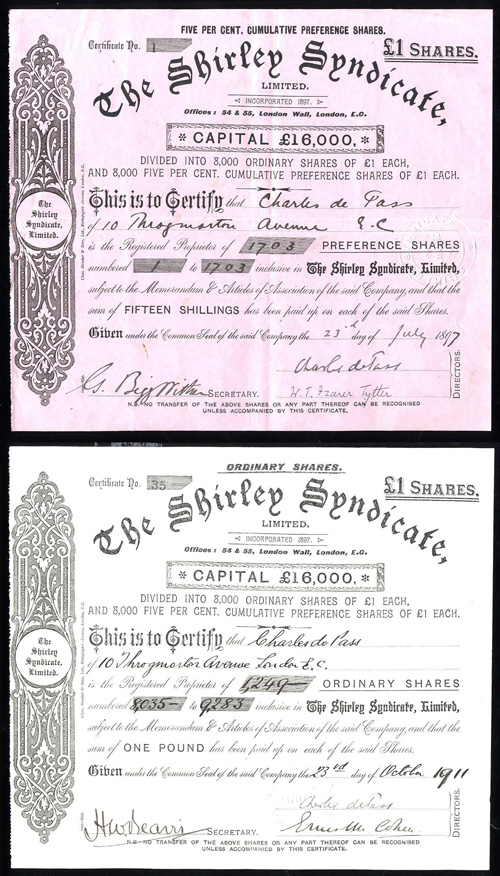 FIVE PER CENT. CUMULATIVE PREFERENCE SHARES.
Certificate No. 1
£1 SHARES.
The Shirley Syndicate,
LIMITED.
INCORPORATED 1897.
Offices: 54 & 55, London Wall, London, E.C.
CAPITAL £16,000,
DIVIDED INTO 8,000 ORDINARY SHARES OF £1 EACH,
AND 8,000 FIVE PER CENT. CUMULATIVE PREFERENCE SHARES OF £1 EACH.
This is to Certify that Charles de Pass
of 10 Throgmorton Avenue E.C
is the Registered Proprietor of 1703 PREFERENCE SHARES
numbered 1 to 1703 inclusive in The Shirley Syndicate, Limited,
subject to the Memorandum & Articles of Association of the said Company, and that the
sum of FIFTEEN SHILLINGS has been paid up on each of the said Shares.
Given under the Common Seal of the said Company the 23rd day of July 1897
Charles de Pass
G. Bigg Wither SECRETARY.
W. T. Frazer Tytler
DIRECTORS.
N.B. NO TRANSFER OF THE ABOVE SHARES OR ANY PART THEREOF CAN BE RECOGNISED
UNLESS ACCOMPANIED BY THIS CERTIFICATE.
The
Shirley
Syndicate,
Limited.
ORDINARY SHARES.
Certificate No. 35
£1 SHARES.
The Shirley Syndicate,
LIMITED.
INCORPORATED 1897.
Offices: 54 & 55, London Wall, London, E.C.
CAPITAL £16,000,
DIVIDED INTO 8,000 ORDINARY SHARES OF £1 EACH,
AND 8,000 FIVE PER CENT. CUMULATIVE PREFERENCE SHARES OF £1 EACH.
This is to Certify that Charles de Pass
of 10 Throgmorton Avenue London E.C.
is the Registered Proprietor of 1,249 ORDINARY SHARES
numbered 8035 to 9283 inclusive in The Shirley Syndicate, Limited,
subject to the Memorandum & Articles of Association of the said Company, and that the
sum of ONE POUND has been paid up on each of the said Shares.
Given under the Common Seal of the said Company the 23rd day of October 1911
Charles de Pass
H W Beavis SECRETARY.
Ernest M. Cohen
DIRECTORS.
N.B. NO TRANSFER OF THE ABOVE SHARES OR ANY PART THEREOF CAN BE RECOGNISED
UNLESS ACCOMPANIED BY THIS CERTIFICATE.
The
Shirley
Syndicate,
Limited.